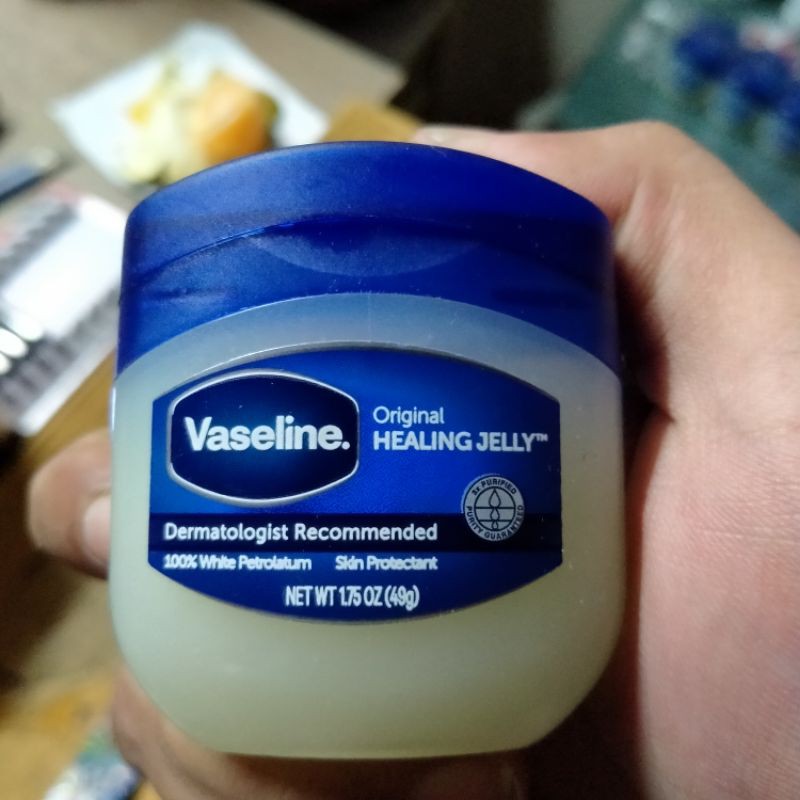 Vaseline.
Original
HEALING JELLY™
3x PURIFIED
PURITY GUARANTEED
Dermatologist Recommended
100% White Petrolatum Skin Protectant
NET WT 1.75 OZ (49g)